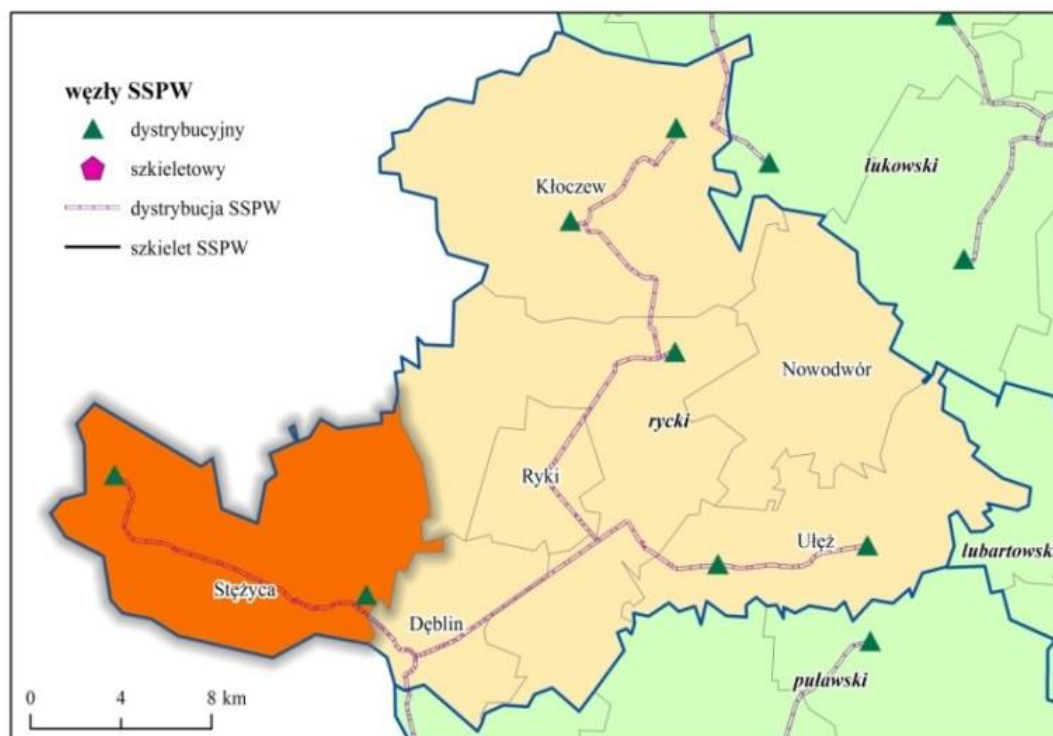 węzły SSPW
dystrybucyjny
szkieletowy
dystrybucja SSPW
szkielet SSPW
łukowski
Kłoczew
Nowodwór
rycki
Ryki
Ułęż
lubartowski
Stężyca
Dęblin
puławski
0 4 8 km